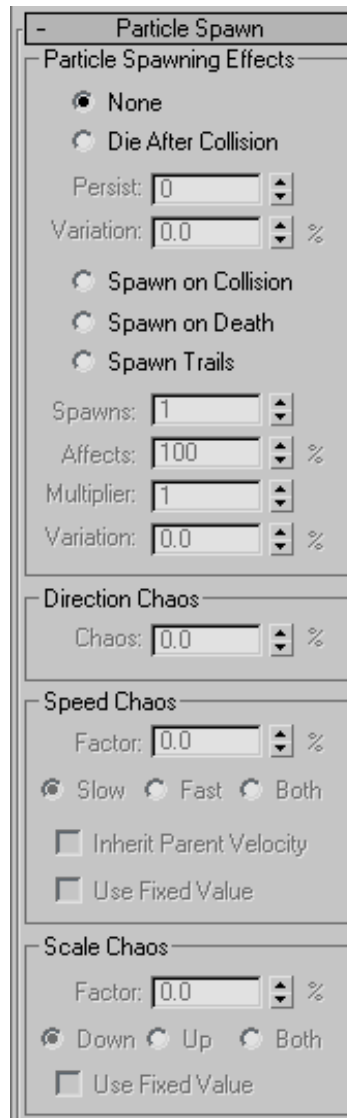 - Particle Spawn
Particle Spawning Effects
None
Die After Collision
Persist: 0
Variation: 0.0 %
Spawn on Collision
Spawn on Death
Spawn Trails
Spawns: 1
Affects: 100 %
Multiplier: 1
Variation: 0.0 %
Direction Chaos
Chaos: 0.0 %
Speed Chaos
Factor: 0.0 %
Slow Fast Both
Inherit Parent Velocity
Use Fixed Value
Scale Chaos
Factor: 0.0 %
Down Up Both
Use Fixed Value